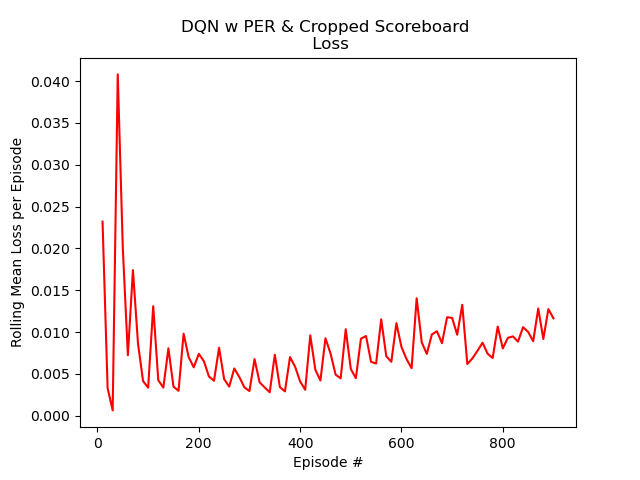 DQN w PER & Cropped Scoreboard
Loss
Rolling Mean Loss per Episode
0.040
0.035
0.030
0.025
0.020
0.015
0.010
0.005
0.000
0 200 400 600 800
Episode #